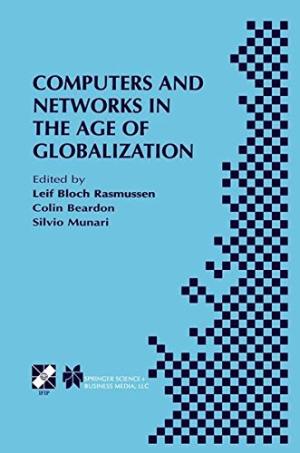 COMPUTERS AND
NETWORKS IN
THE AGE OF
GLOBALIZATION
Edited by
Leif Bloch Rasmussen
Colin Beardon
Silvio Munari
ifip
SPRINGER SCIENCE+
BUSINESS MEDIA, LLC